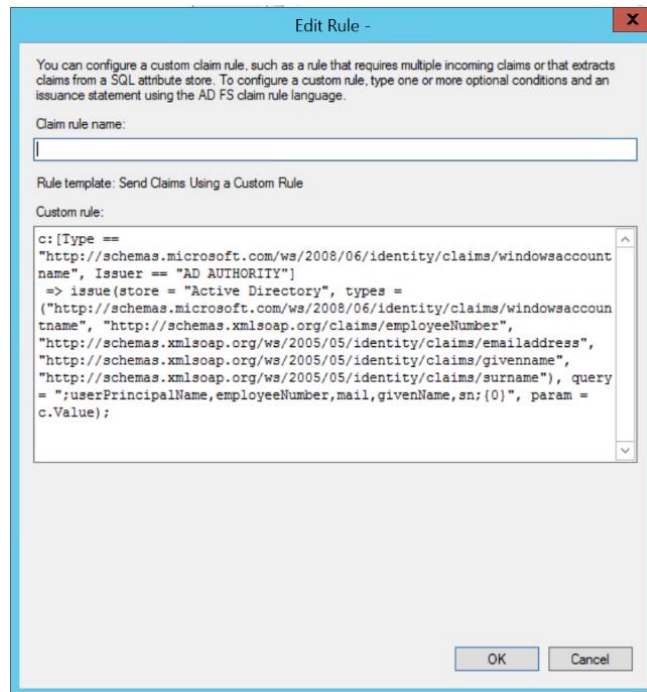 Edit Rule -
X
You can configure a custom claim rule, such as a rule that requires multiple incoming claims or that extracts
claims from a SQL attribute store. To configure a custom rule, type one or more optional conditions and an
issuance statement using the AD FS claim rule language.
Claim rule name:
Rule template: Send Claims Using a Custom Rule
Custom rule:
c:[Type ==
"http://schemas.microsoft.com/ws/2008/06/identity/claims/windowsaccount
name", Issuer == "AD AUTHORITY"]
=> issue(store = "Active Directory", types =
("http://schemas.microsoft.com/ws/2008/06/identity/claims/windowsaccoun
tname", "http://schemas.xmlsoap.org/claims/employeeNumber",
"http://schemas.xmlsoap.org/ws/2005/05/identity/claims/emailaddress",
"http://schemas.xmlsoap.org/ws/2005/05/identity/claims/givenname",
"http://schemas.xmlsoap.org/ws/2005/05/identity/claims/surname"), query
= ";userPrincipalName,employeeNumber,mail,givenName,sn;{0}", param =
c.Value);
OK
Cancel